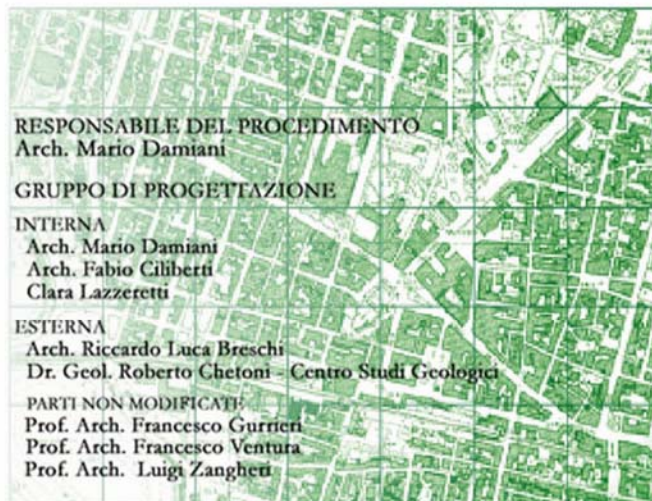 RESPONSABILE DEL PROCEDIMENTO
Arch. Mario Damiani
GRUPPO DI PROGETTAZIONE
INTERNA
Arch. Mario Damiani
Arch. Fabio Ciliberti
Clara Lazzeretti
ESTERNA
Arch. Riccardo Luca Breschi
Dr. Geol. Roberto Chetoni - Centro Studi Geologici
PARTI NON MODIFICATE
Prof. Arch. Francesco Gurrieri
Prof. Arch. Francesco Ventura
Prof. Arch. Luigi Zangheri